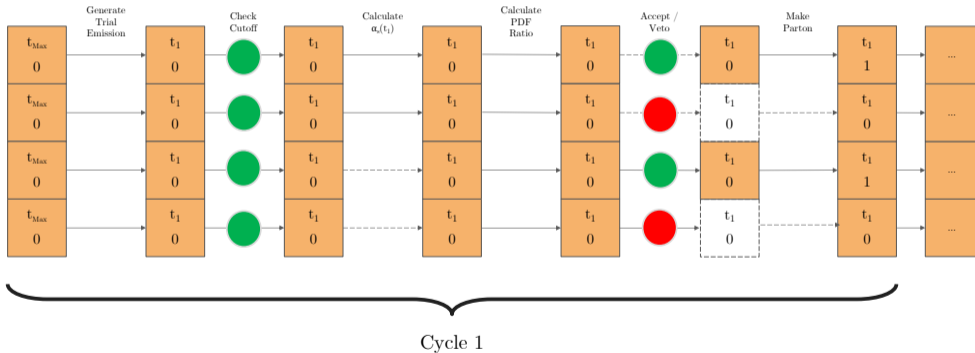 Generate
Trial
Emission
Check
Cutoff
Calculate
αs(t1)
Calculate
PDF
Ratio
Accept /
Veto
Make
Parton
tMax t1 t1 t1 t1 t1 t1
0 0 0 0 0 0 1 ...
tMax t1 t1 t1 t1 t1 t1
0 0 0 0 0 0 0 ...
tMax t1 t1 t1 t1 t1 t1
0 0 0 0 0 0 1 ...
tMax t1 t1 t1 t1 t1 t1
0 0 0 0 0 0 0 ...
Cycle 1